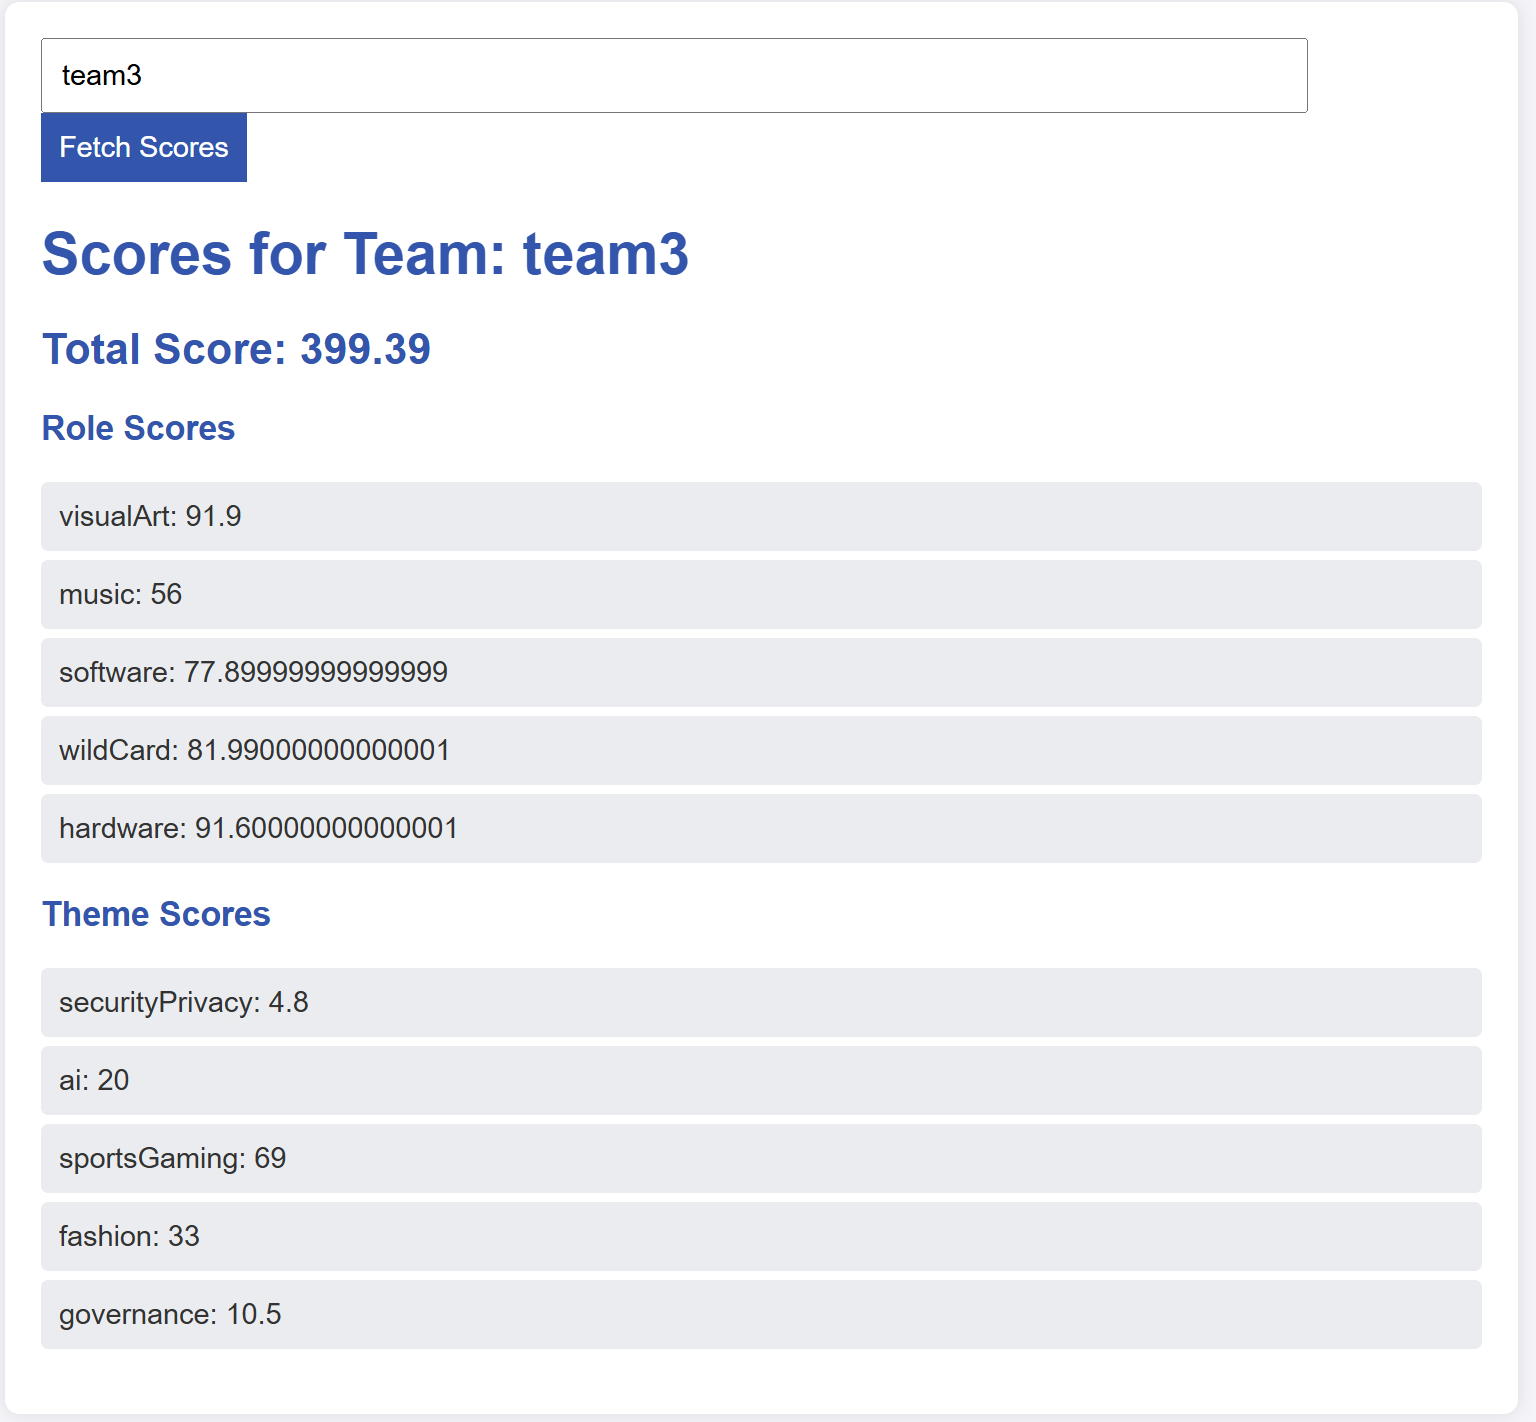 team3
Fetch Scores
Scores for Team: team3
Total Score: 399.39
Role Scores
visualArt: 91.9
music: 56
software: 77.89999999999999
wildCard: 81.99000000000001
hardware: 91.60000000000001
Theme Scores
securityPrivacy: 4.8
ai: 20
sportsGaming: 69
fashion: 33
governance: 10.5